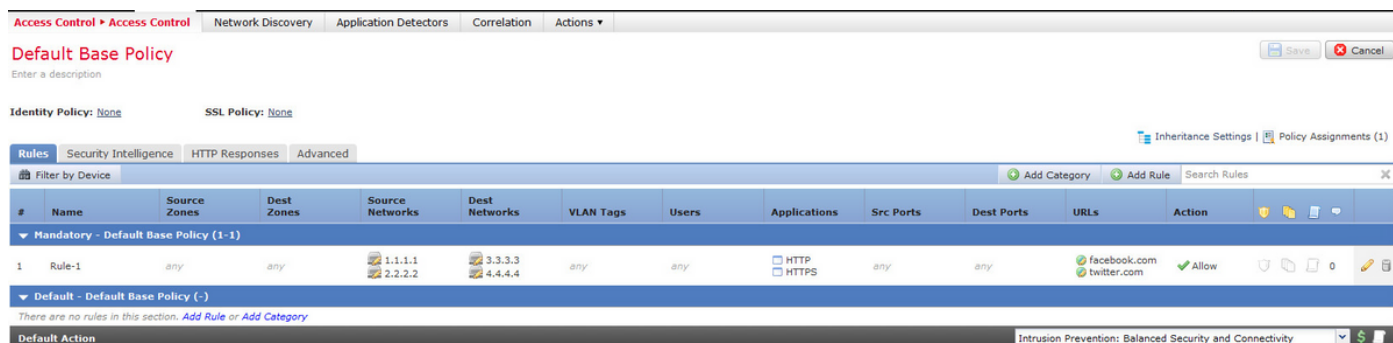 Access Control ▸ Access Control Network Discovery Application Detectors Correlation Actions ▾
Default Base Policy
Save Cancel
Enter a description
Identity Policy: None SSL Policy: None
Inheritance Settings | Policy Assignments (1)
Rules Security Intelligence HTTP Responses Advanced
Filter by Device Add Category Add Rule Search Rules
# Name Source Zones Dest Zones Source Networks Dest Networks VLAN Tags Users Applications Src Ports Dest Ports URLs Action
Mandatory - Default Base Policy (1-1)
1 Rule-1 any any 1.1.1.1 3.3.3.3 any any HTTP any any facebook.com Allow 0
2.2.2.2 4.4.4.4 HTTPS twitter.com
Default - Default Base Policy (-)
There are no rules in this section. Add Rule or Add Category
Default Action Intrusion Prevention: Balanced Security and Connectivity